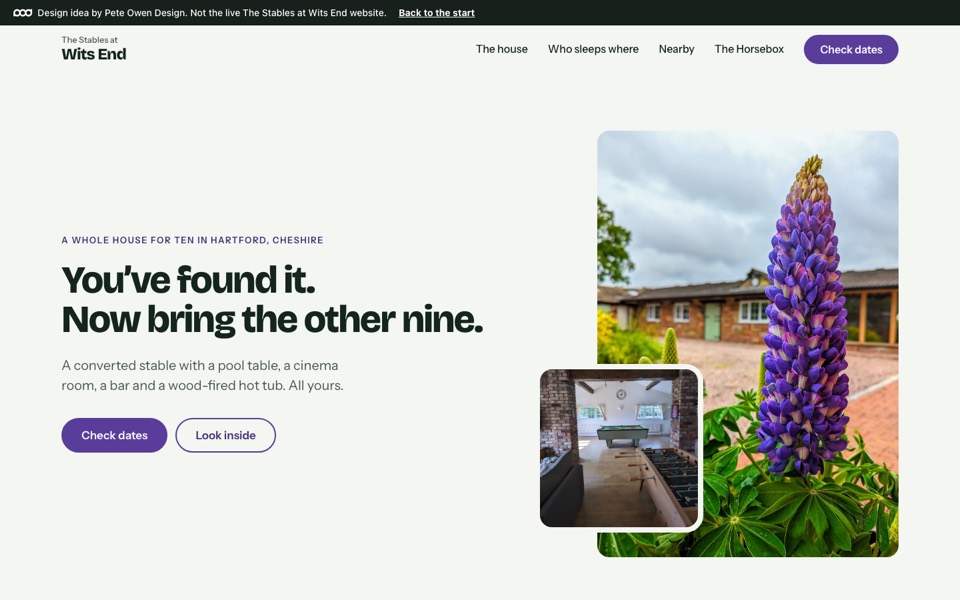 Design idea by Pete Owen Design. Not the live The Stables at Wits End website. Back to the start
The Stables at
Wits End
The house
Who sleeps where
Nearby
The Horsebox
Check dates
A WHOLE HOUSE FOR TEN IN HARTFORD, CHESHIRE
You’ve found it.
Now bring the other nine.
A converted stable with a pool table, a cinema
room, a bar and a wood-fired hot tub. All yours.
Check dates
Look inside